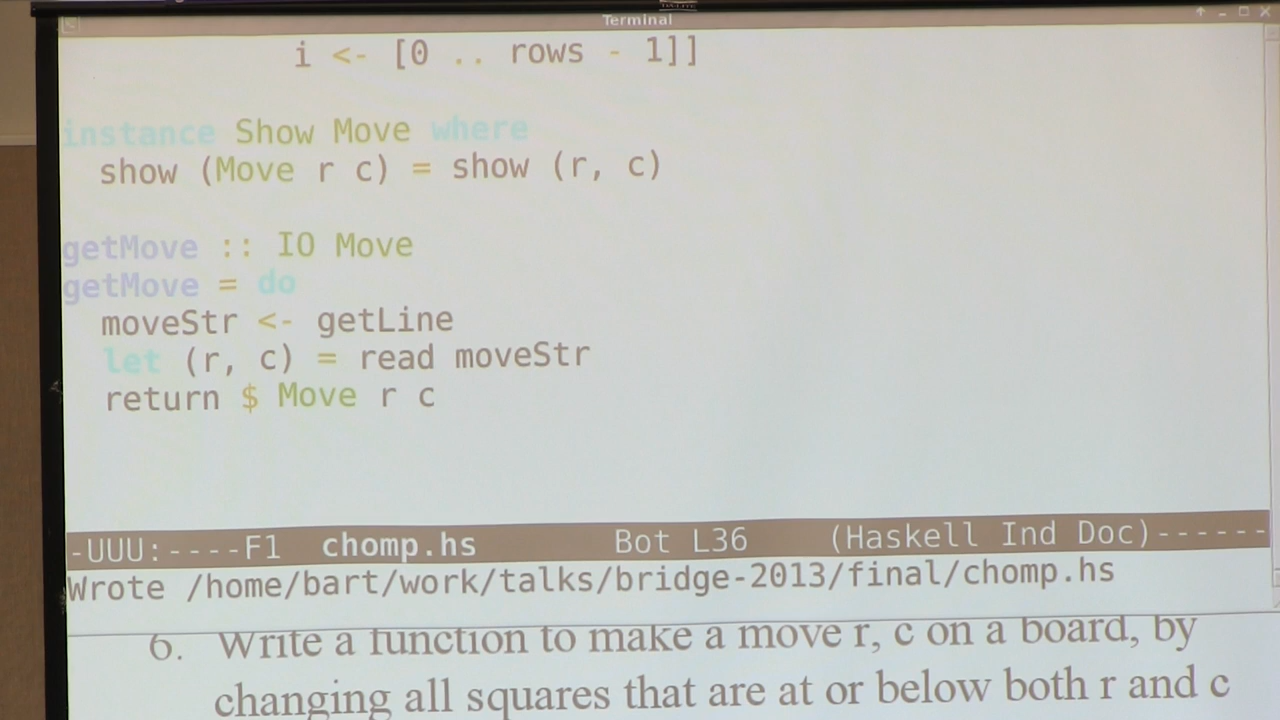 Terminal
i <- [0 .. rows - 1]]
instance Show Move where
show (Move r c) = show (r, c)
getMove :: IO Move
getMove = do
moveStr <- getLine
let (r, c) = read moveStr
return $ Move r c
-UUU:----F1 chomp.hs Bot L36 (Haskell Ind Doc)------
Wrote /home/bart/work/talks/bridge-2013/final/chomp.hs
6. Write a function to make a move r, c on a board, by
changing all squares that are at or below both r and c